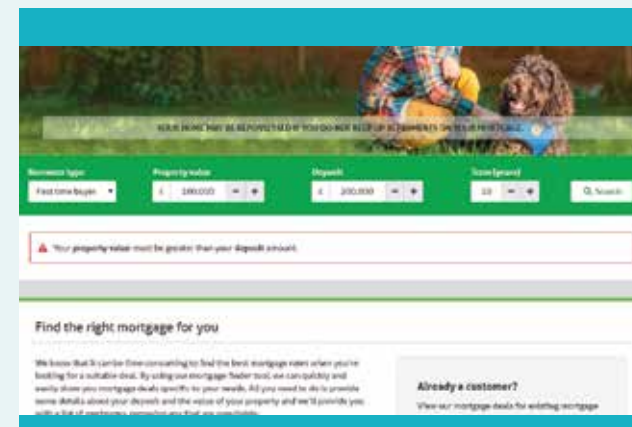 YOUR HOME MAY BE REPOSSESSED IF YOU DO NOT KEEP UP REPAYMENTS ON YOUR MORTGAGE.
Borrower type Property value Deposit Term (years)
First time buyer £ 180,000 - + £ 200,000 - + 10 - + Search
Your property value must be greater than your deposit amount.
Find the right mortgage for you
We know that it can be time consuming to find the best mortgage rates when you're
looking for a suitable deal. By using our mortgage finder tool, we can quickly and
easily show you mortgage deals specific to your needs. All you need to do is provide
some details about your deposit and the value of your property and we'll provide you
with a list of mortgages,
Already a customer?
View our mortgage deals for existing mortgage